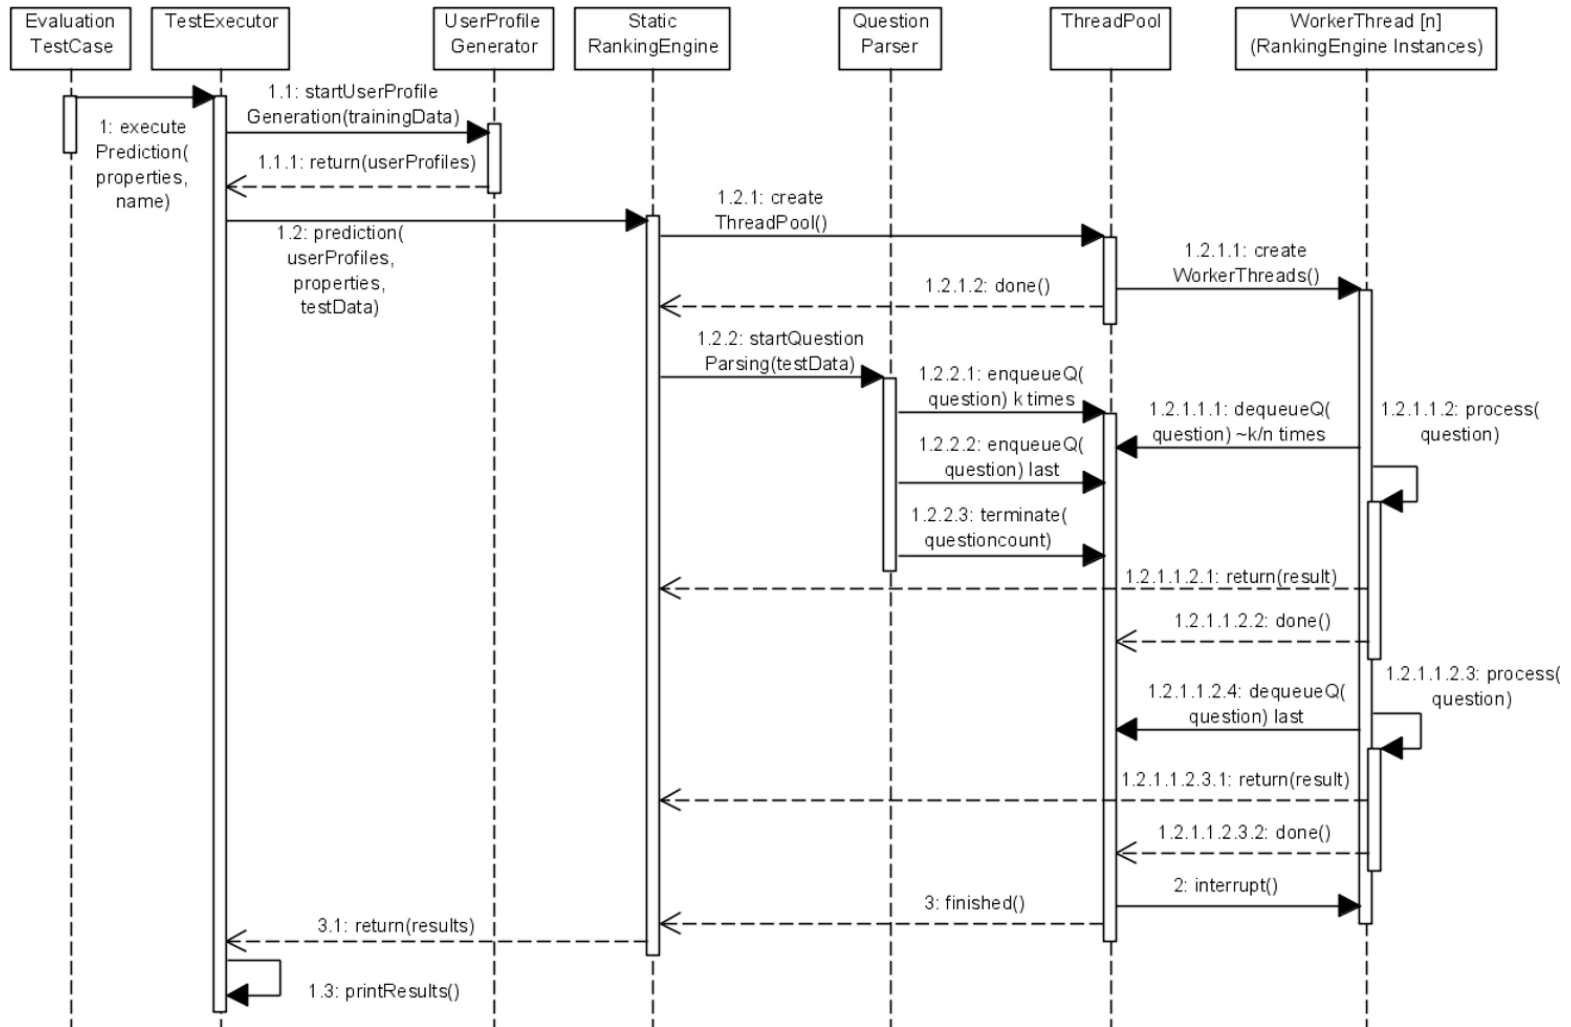 Evaluation
TestCase
TestExecutor
UserProfile
Generator
Static
RankingEngine
Question
Parser
ThreadPool
WorkerThread [n]
(RankingEngine Instances)
1: execute
Prediction(
properties,
name)
1.1: startUserProfile
Generation(trainingData)
1.1.1: return(userProfiles)
1.2: prediction(
userProfiles,
properties,
testData)
1.2.1: create
ThreadPool()
1.2.1.1: create
WorkerThreads()
1.2.1.2: done()
1.2.2: startQuestion
Parsing(testData)
1.2.2.1: enqueueQ(
question) k times
1.2.1.1.1: dequeueQ(
question) ~k/n times
1.2.1.1.2: process(
question)
1.2.2.2: enqueueQ(
question) last
1.2.2.3: terminate(
questioncount)
1.2.1.1.2.1: return(result)
1.2.1.1.2.2: done()
1.2.1.1.2.3: process(
question)
1.2.1.1.2.4: dequeueQ(
question) last
1.2.1.1.2.3.1: return(result)
1.2.1.1.2.3.2: done()
2: interrupt()
3: finished()
3.1: return(results)
1.3: printResults()